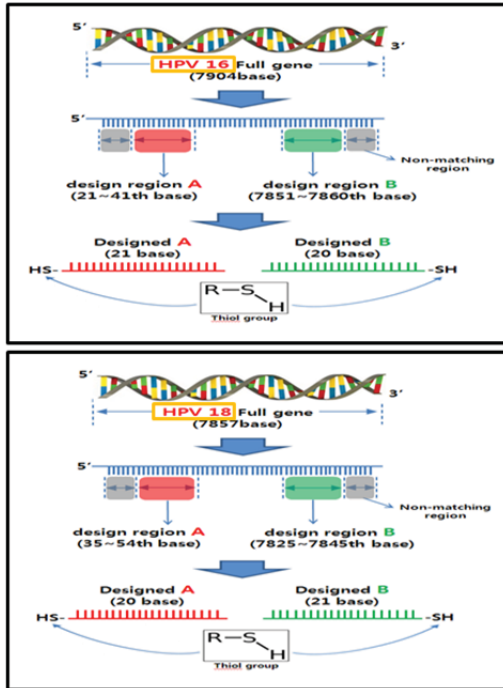 5′
3′
HPV 16 Full gene
(7904base)
5′
Non-matching
region
design region A
(21~41th base)
design region B
(7851~7860th base)
Designed A
(21 base)
Designed B
(20 base)
HS-
-SH
R—S
H
Thiol group
5′
3′
HPV 18 Full gene
(7857base)
5′
Non-matching
region
design region A
(35~54th base)
design region B
(7825~7845th base)
Designed A
(20 base)
Designed B
(21 base)
HS-
-SH
R—S
H
Thiol group